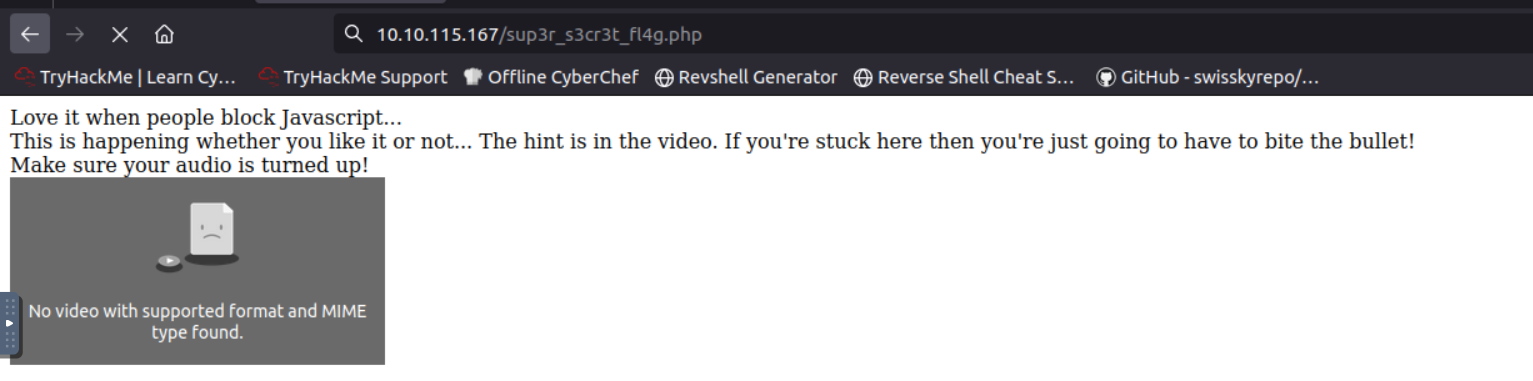 10.10.115.167/sup3r_s3cr3t_fl4g.php
TryHackMe | Learn Cy... TryHackMe Support Offline CyberChef Revshell Generator Reverse Shell Cheat S... GitHub - swisskyrepo/...
Love it when people block Javascript...
This is happening whether you like it or not... The hint is in the video. If you're stuck here then you're just going to have to bite the bullet!
Make sure your audio is turned up!
No video with supported format and MIME
type found.